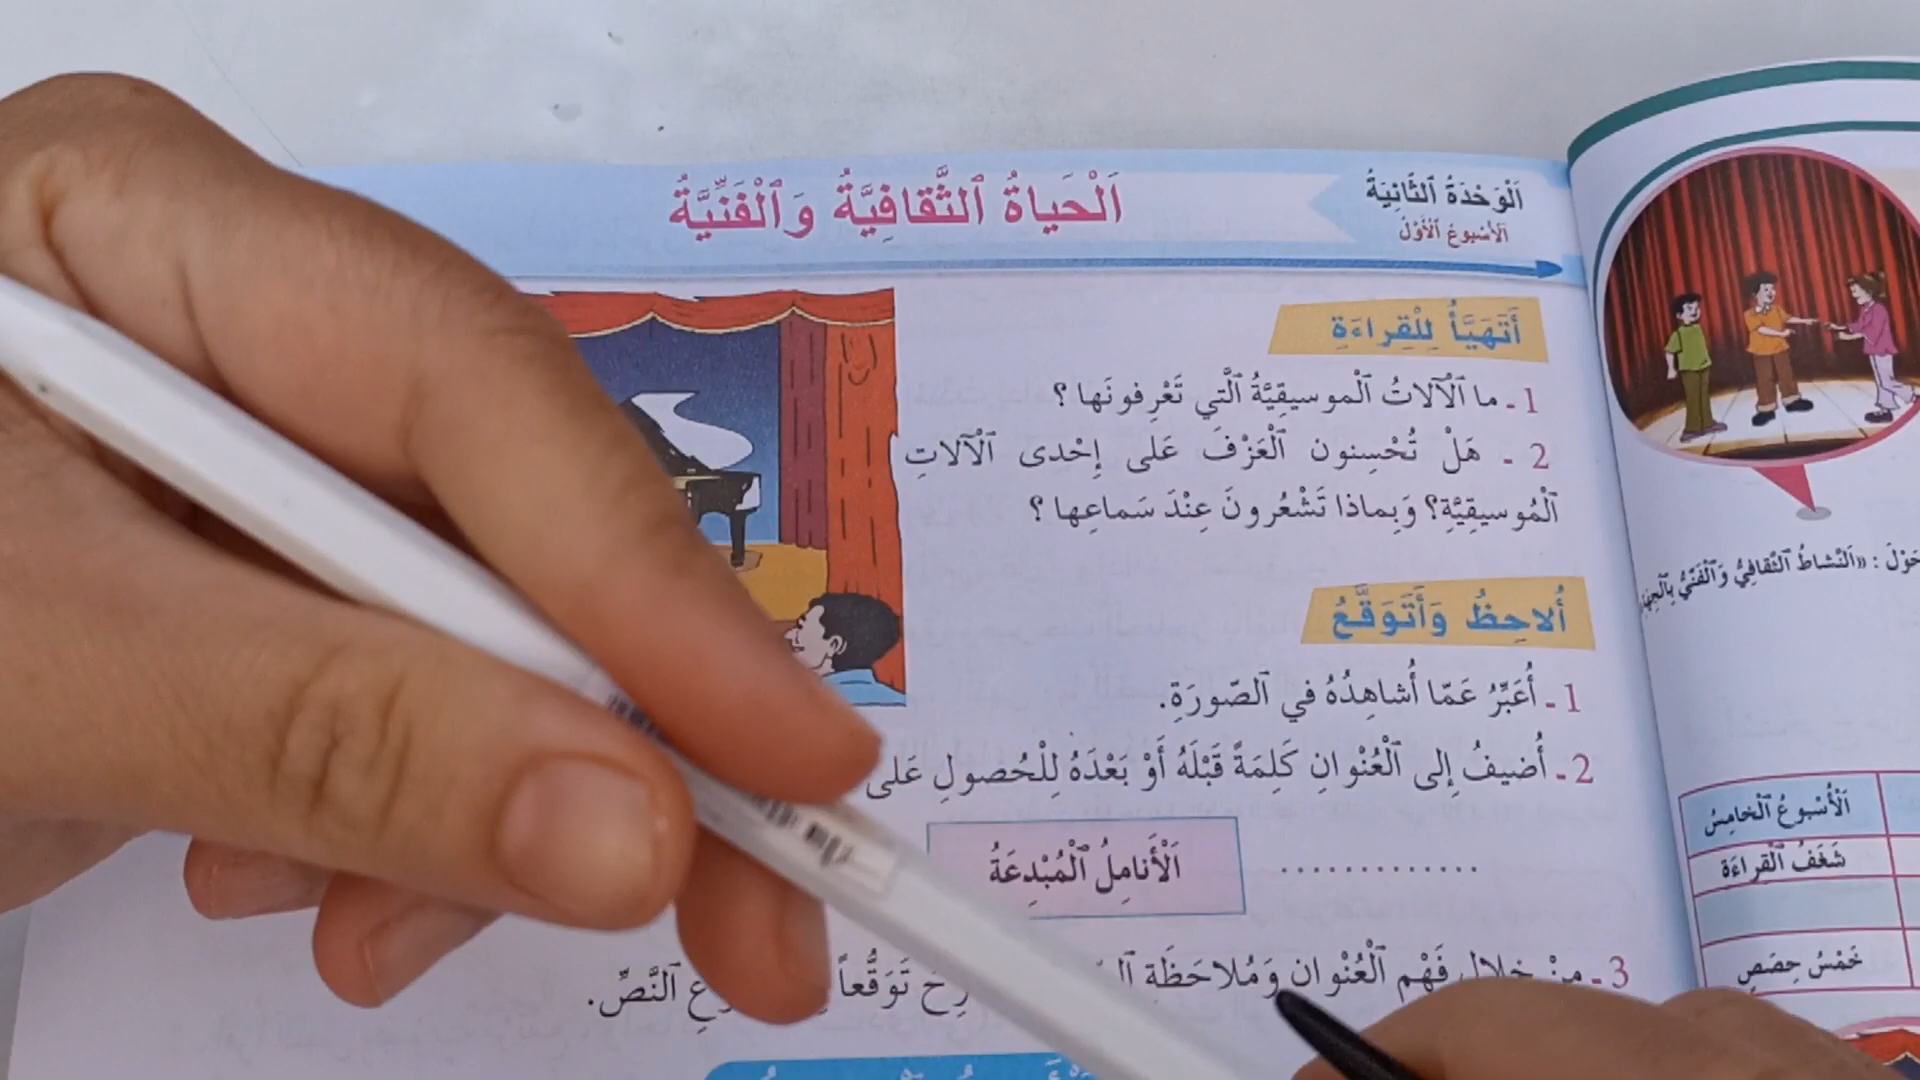 اَلْوَحْدَةُ ٱلثّانِيَةُ
اَلْأُسْبوعُ ٱلْأَوَّلُ
اَلْحَياةُ ٱلثَّقافِيَّةُ وَٱلْفَنِّيَّةُ
أَتَهَيَّأُ لِلْقِراءَةِ
1 ـ ما ٱلْآلاتُ ٱلْموسيقِيَّةُ ٱلَّتي تَعْرِفونَها ؟
2 ـ هَلْ تُحْسِنون ٱلْعَزْفَ عَلى إِحْدى ٱلْآلاتِ
ٱلْمُوسيقِيَّةِ؟ وَبِماذا تَشْعُرونَ عِنْدَ سَماعِها ؟
أُلاحِظُ وَأَتَوَقَّعُ
1 ـ أُعَبِّرُ عَمّا أُشاهِدُهُ في ٱلصّورَةِ.
2 ـ أُضيفُ إِلى ٱلْعُنْوانِ كَلِمَةً قَبْلَهُ أَوْ بَعْدَهُ لِلْحُصولِ عَلى
............. اَلْأَنامِلُ ٱلْمُبْدِعَةُ
3 ـ مِنْ خِلالِ فَهْمِ ٱلْعُنْوانِ وَمُلاحَظَةِ تَوَقُّعاً ٱلنَّصِّ.
حَوْلَ : «اَلنَّشاطُ ٱلثَّقافِيُّ وَٱلْفَنِّيُّ
اَلْأُسْبوعُ ٱلْخامِسُ
شَغَفُ ٱلْقِراءَةِ
خَمْسُ حِصَصٍ